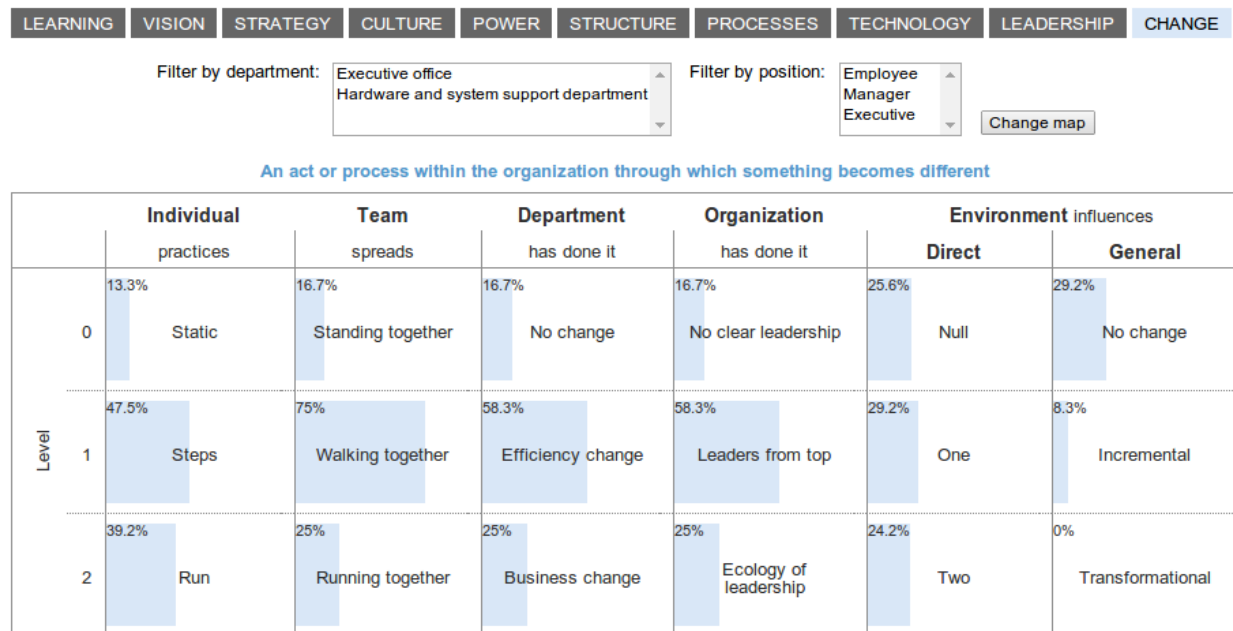 LEARNING VISION STRATEGY CULTURE POWER STRUCTURE PROCESSES TECHNOLOGY LEADERSHIP CHANGE
Filter by department: Executive office Filter by position: Employee
Hardware and system support department Manager
Executive Change map
An act or process within the organization through which something becomes different
Individual Team Department Organization Environment influences
practices spreads has done it has done it Direct General
13.3% 16.7% 16.7% 16.7% 25.6% 29.2%
0 Static Standing together No change No clear leadership Null No change
47.5% 75% 58.3% 58.3% 29.2% 8.3%
Level 1 Steps Walking together Efficiency change Leaders from top One Incremental
39.2% 25% 25% 25% 24.2% 0%
2 Run Running together Business change Ecology of leadership Two Transformational